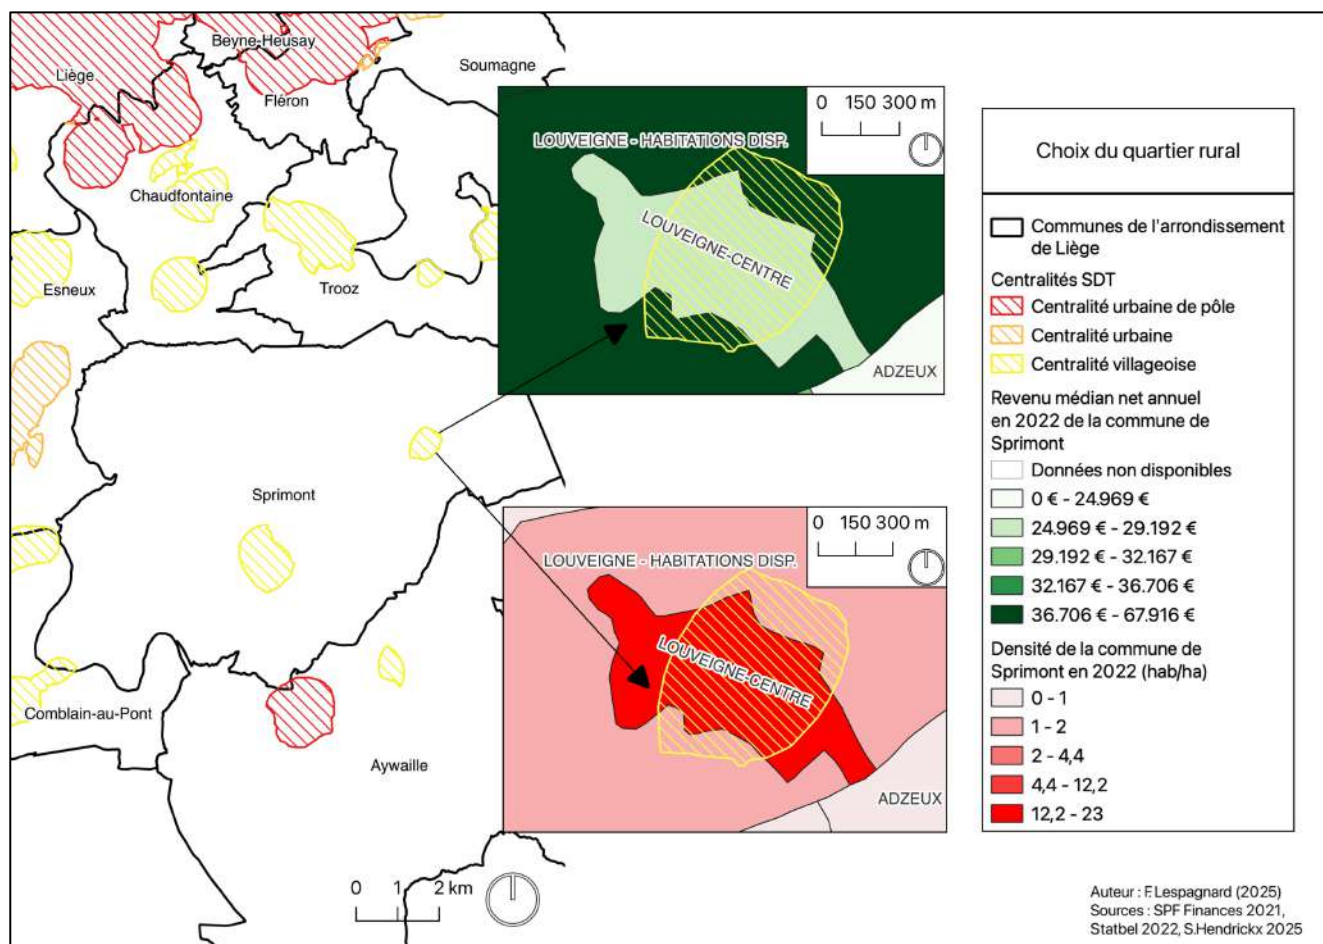 Beyne-Heusay
Liège
Soumagne
Fléron
Chaudfontaine
Esneux
Trooz
Sprimont
Comblain-au-Pont
Aywaille
0 1 2 km
0 150 300 m
LOUVEIGNE - HABITATIONS DISP.
LOUVEIGNE-CENTRE
ADZEUX
0 150 300 m
LOUVEIGNE - HABITATIONS DISP.
LOUVEIGNE-CENTRE
ADZEUX
Choix du quartier rural
Communes de l'arrondissement
de Liège
Centralités SDT
Centralité urbaine de pôle
Centralité urbaine
Centralité villageoise
Revenu médian net annuel
en 2022 de la commune de
Sprimont
Données non disponibles
0 € - 24.969 €
24.969 € - 29.192 €
29.192 € - 32.167 €
32.167 € - 36.706 €
36.706 € - 67.916 €
Densité de la commune de
Sprimont en 2022 (hab/ha)
0 - 1
1 - 2
2 - 4,4
4,4 - 12,2
12,2 - 23
Auteur : F.Lespagnard (2025)
Sources : SPF Finances 2021,
Statbel 2022, S.Hendrickx 2025